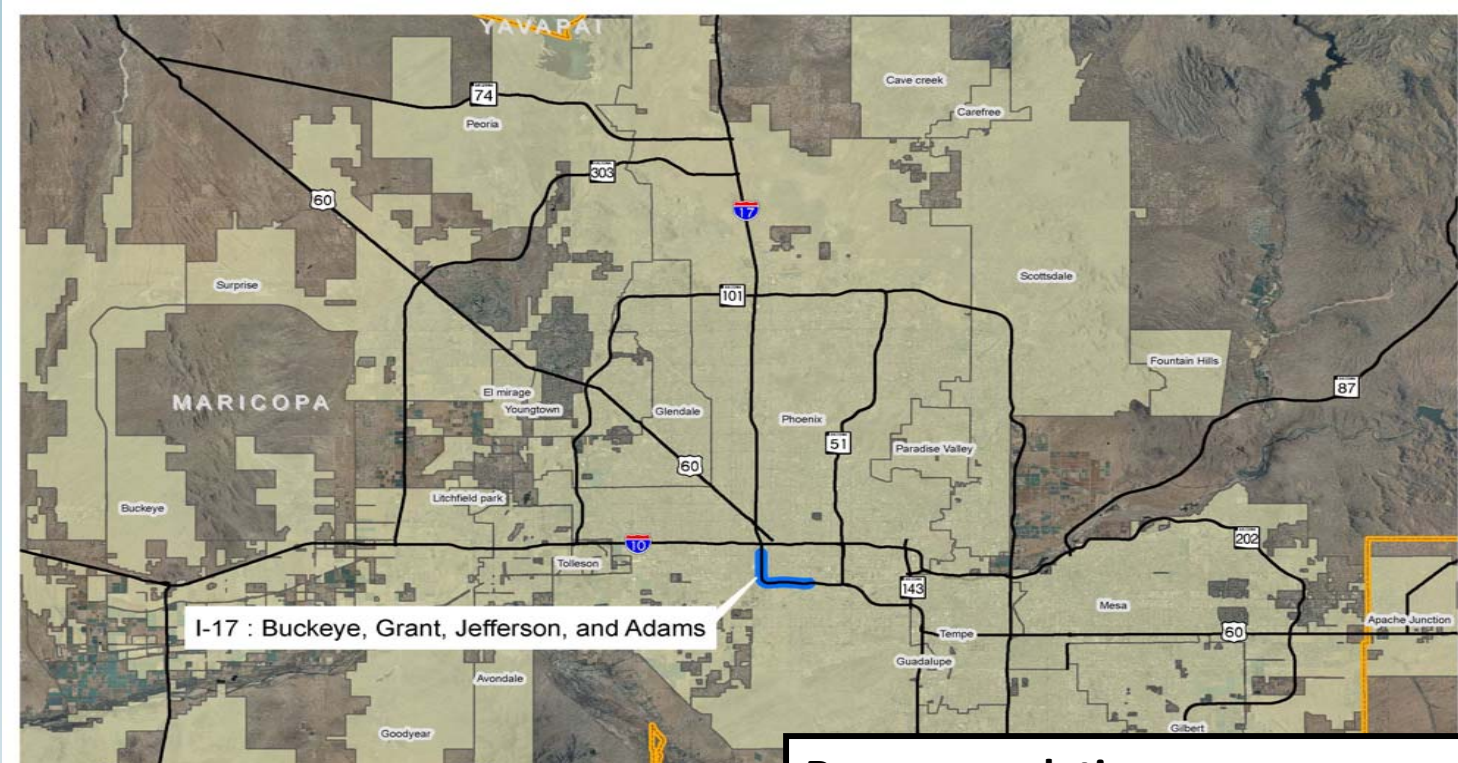 YAVAPAI
Cave creek
74
Carefree
Peoria
303
60
17
Scottsdale
Surprise
101
Fountain Hills
87
El mirage
MARICOPA
Youngtown
Glendale
Phoenix
51
Paradise Valley
60
Litchfield park
Buckeye
202
10
Tolleson
143
Mesa
Apache Junction
I-17 : Buckeye, Grant, Jefferson, and Adams
60
Tempe
Guadalupe
Avondale
Gilbert
Goodyear